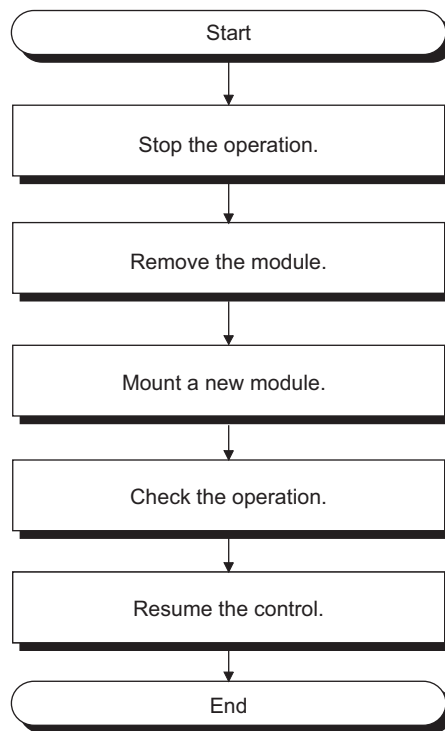 Start
Stop the operation.
Remove the module.
Mount a new module.
Check the operation.
Resume the control.
End